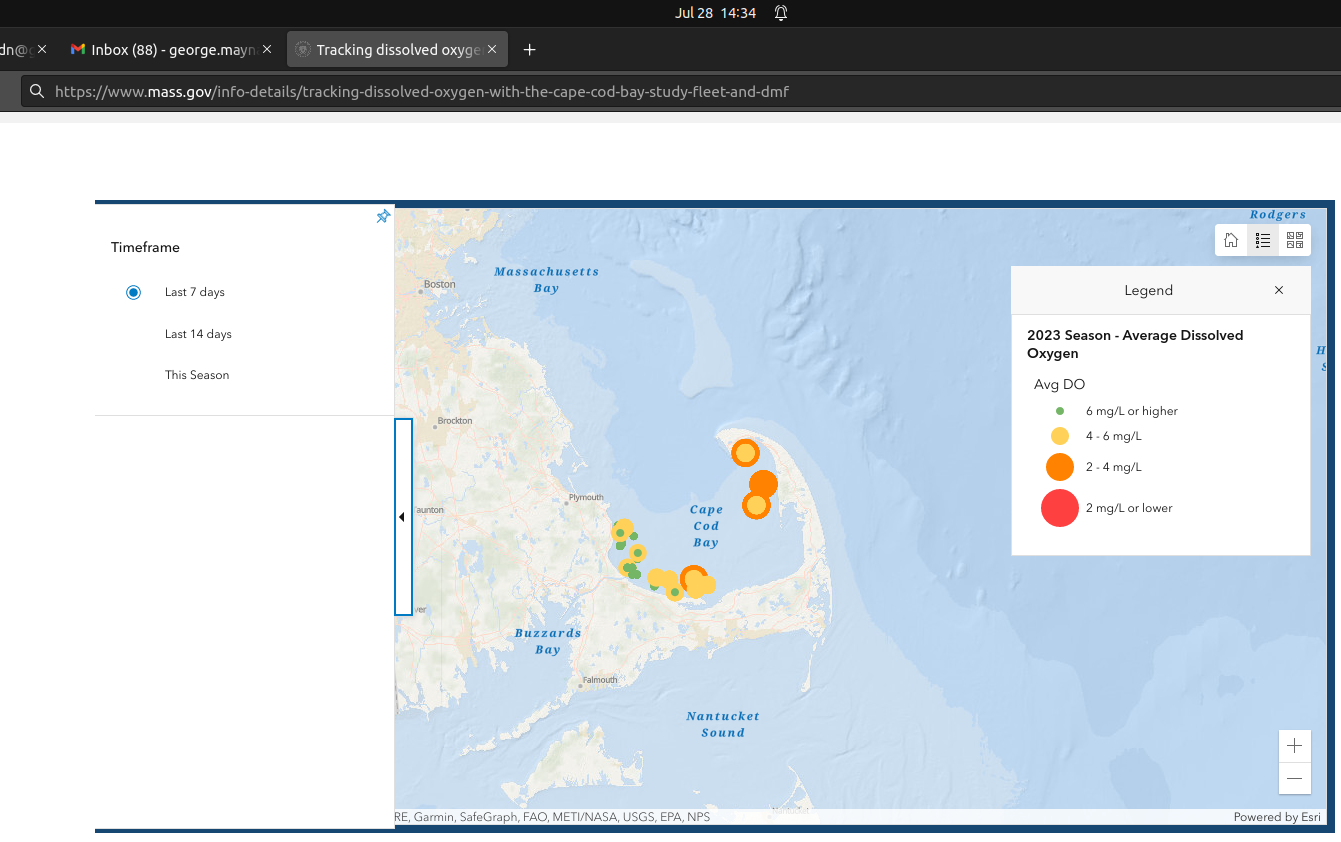 Jul 28 14:34
dn@g
Inbox (88) - george.mayn
Tracking dissolved oxyge
https://www.mass.gov/info-details/tracking-dissolved-oxygen-with-the-cape-cod-bay-study-fleet-and-dmf
Timeframe
Last 7 days
Last 14 days
This Season
Rodgers
Massachusetts
Bay
Boston
Brockton
Plymouth
aunton
Cape
Cod
Bay
ver
Buzzards
Bay
Falmouth
Nantucket
Sound
Nantucket
H
S
Legend
2023 Season - Average Dissolved
Oxygen
Avg DO
6 mg/L or higher
4 - 6 mg/L
2 - 4 mg/L
2 mg/L or lower
RE, Garmin, SafeGraph, FAO, METI/NASA, USGS, EPA, NPS
Powered by Esri